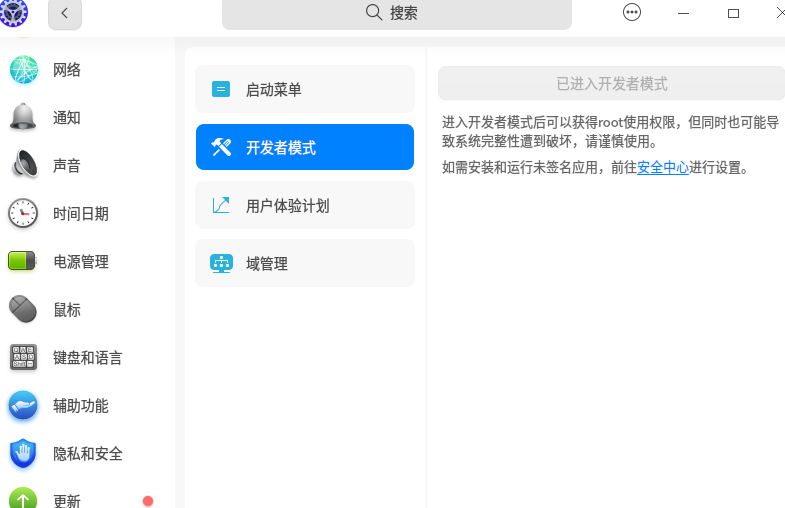 搜索
网络
通知
声音
时间日期
电源管理
鼠标
键盘和语言
辅助功能
隐私和安全
更新
启动菜单
开发者模式
用户体验计划
域管理
已进入开发者模式
进入开发者模式后可以获得root使用权限，但同时也可能导
致系统完整性遭到破坏，请谨慎使用。
如需安装和运行未签名应用，前往安全中心进行设置。